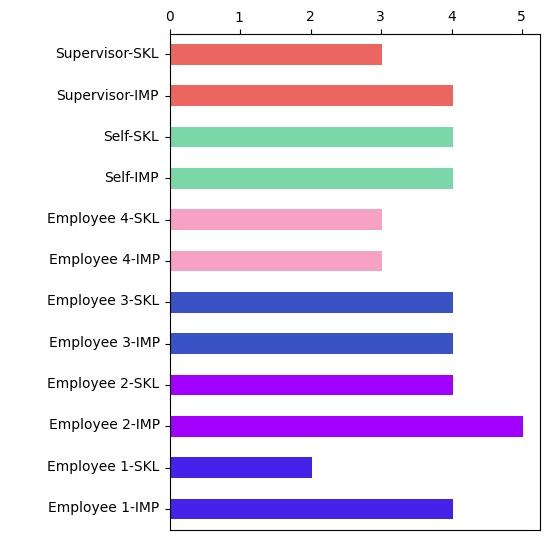 0 1 2 3 4 5
Supervisor-SKL
Supervisor-IMP
Self-SKL
Self-IMP
Employee 4-SKL
Employee 4-IMP
Employee 3-SKL
Employee 3-IMP
Employee 2-SKL
Employee 2-IMP
Employee 1-SKL
Employee 1-IMP